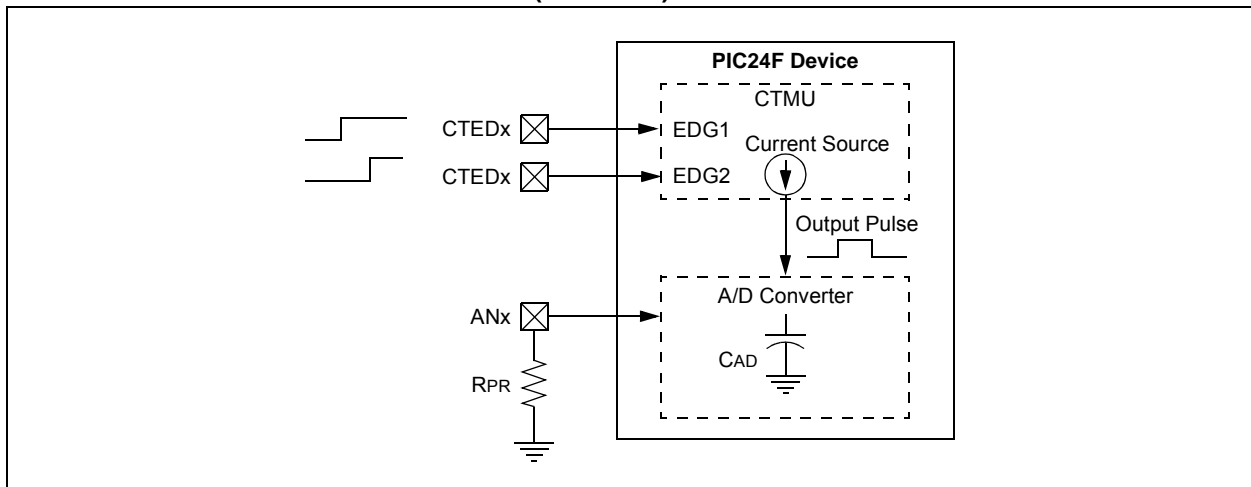 PIC24F Device
CTMU
CTEDx
EDG1
Current Source
CTEDx
EDG2
Output Pulse
A/D Converter
ANx
CAD
RPR